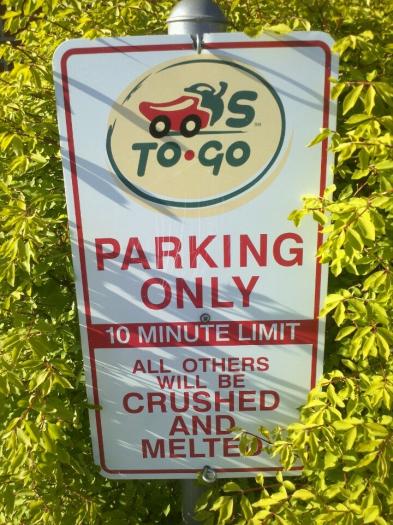 'S
TO•GO
PARKING
ONLY
10 MINUTE LIMIT
ALL OTHERS
WILL BE
CRUSHED
AND
MELTED